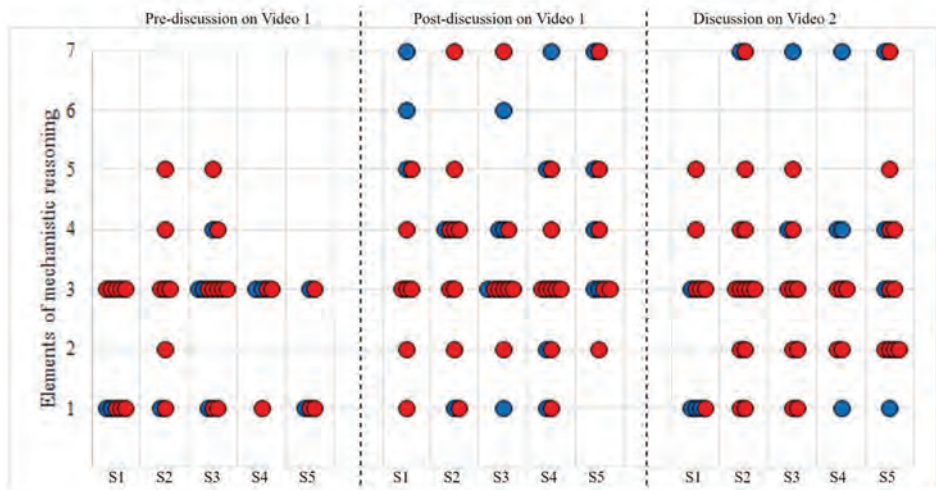 Pre-discussion on Video 1 Post-discussion on Video 1 Discussion on Video 2
Elements of mechanistic reasoning
7
6
5
4
3
2
1
S1 S2 S3 S4 S5 S1 S2 S3 S4 S5 S1 S2 S3 S4 S5